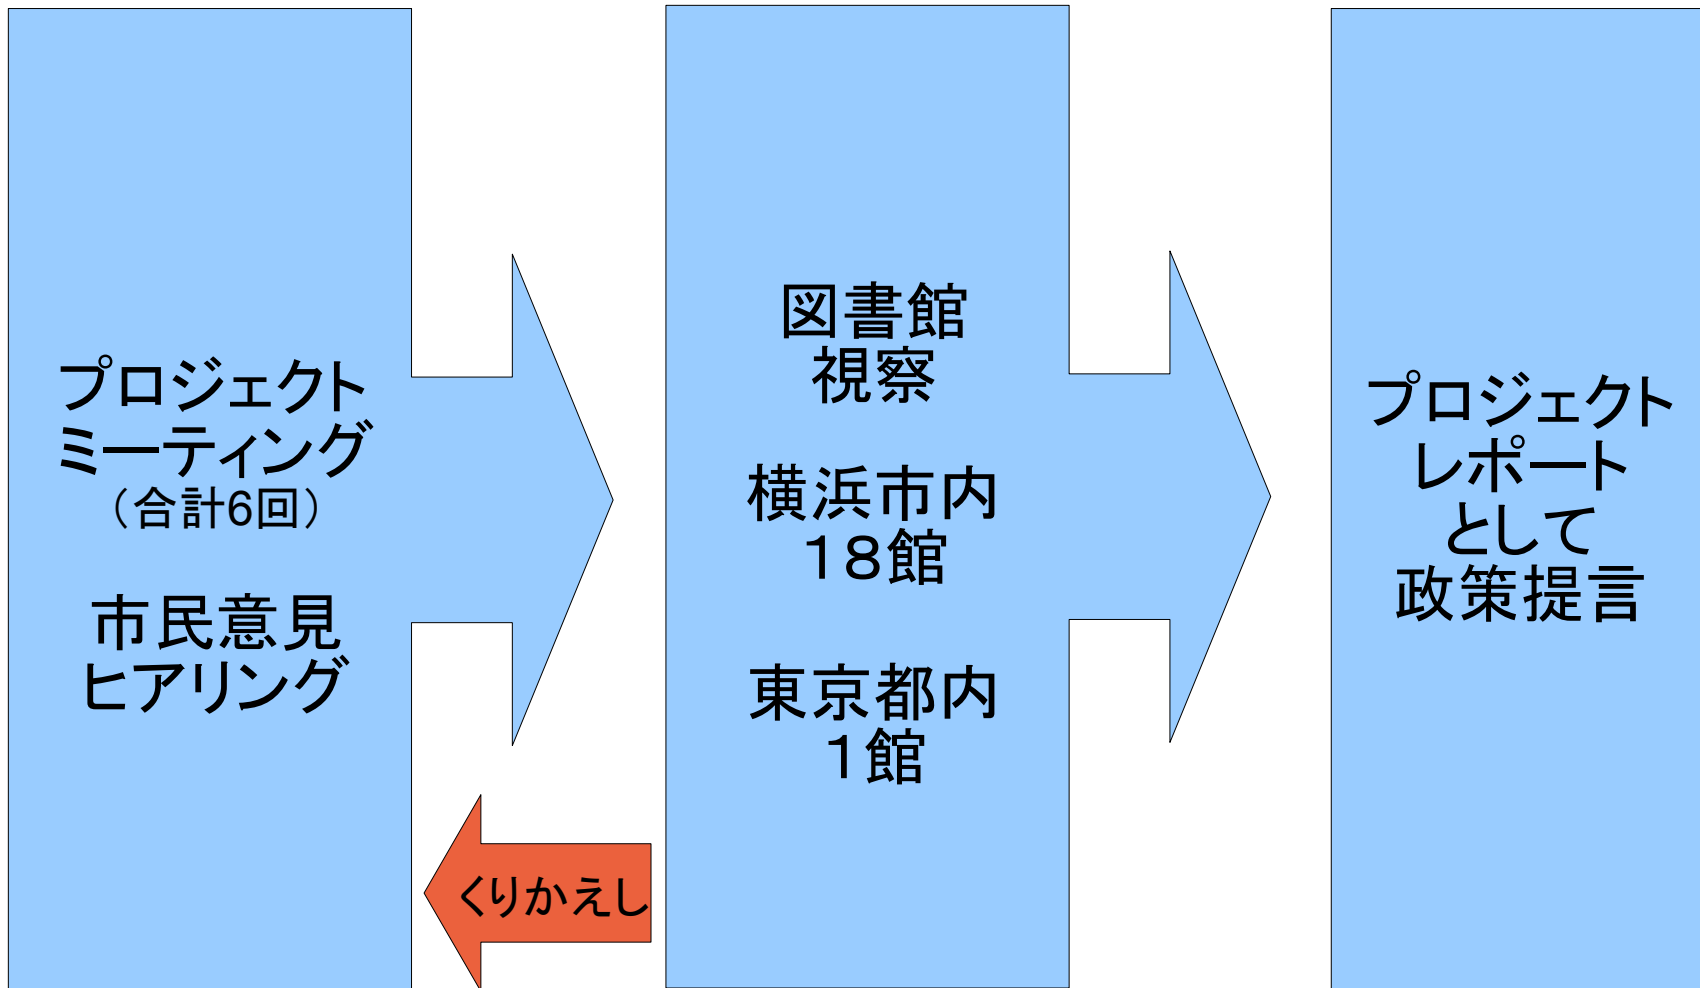 プロジェクト
ミーティング
（合計6回）
市民意見
ヒアリング
図書館
視察
横浜市内
１８館
東京都内
１館
くりかえし
プロジェクト
レポート
として
政策提言